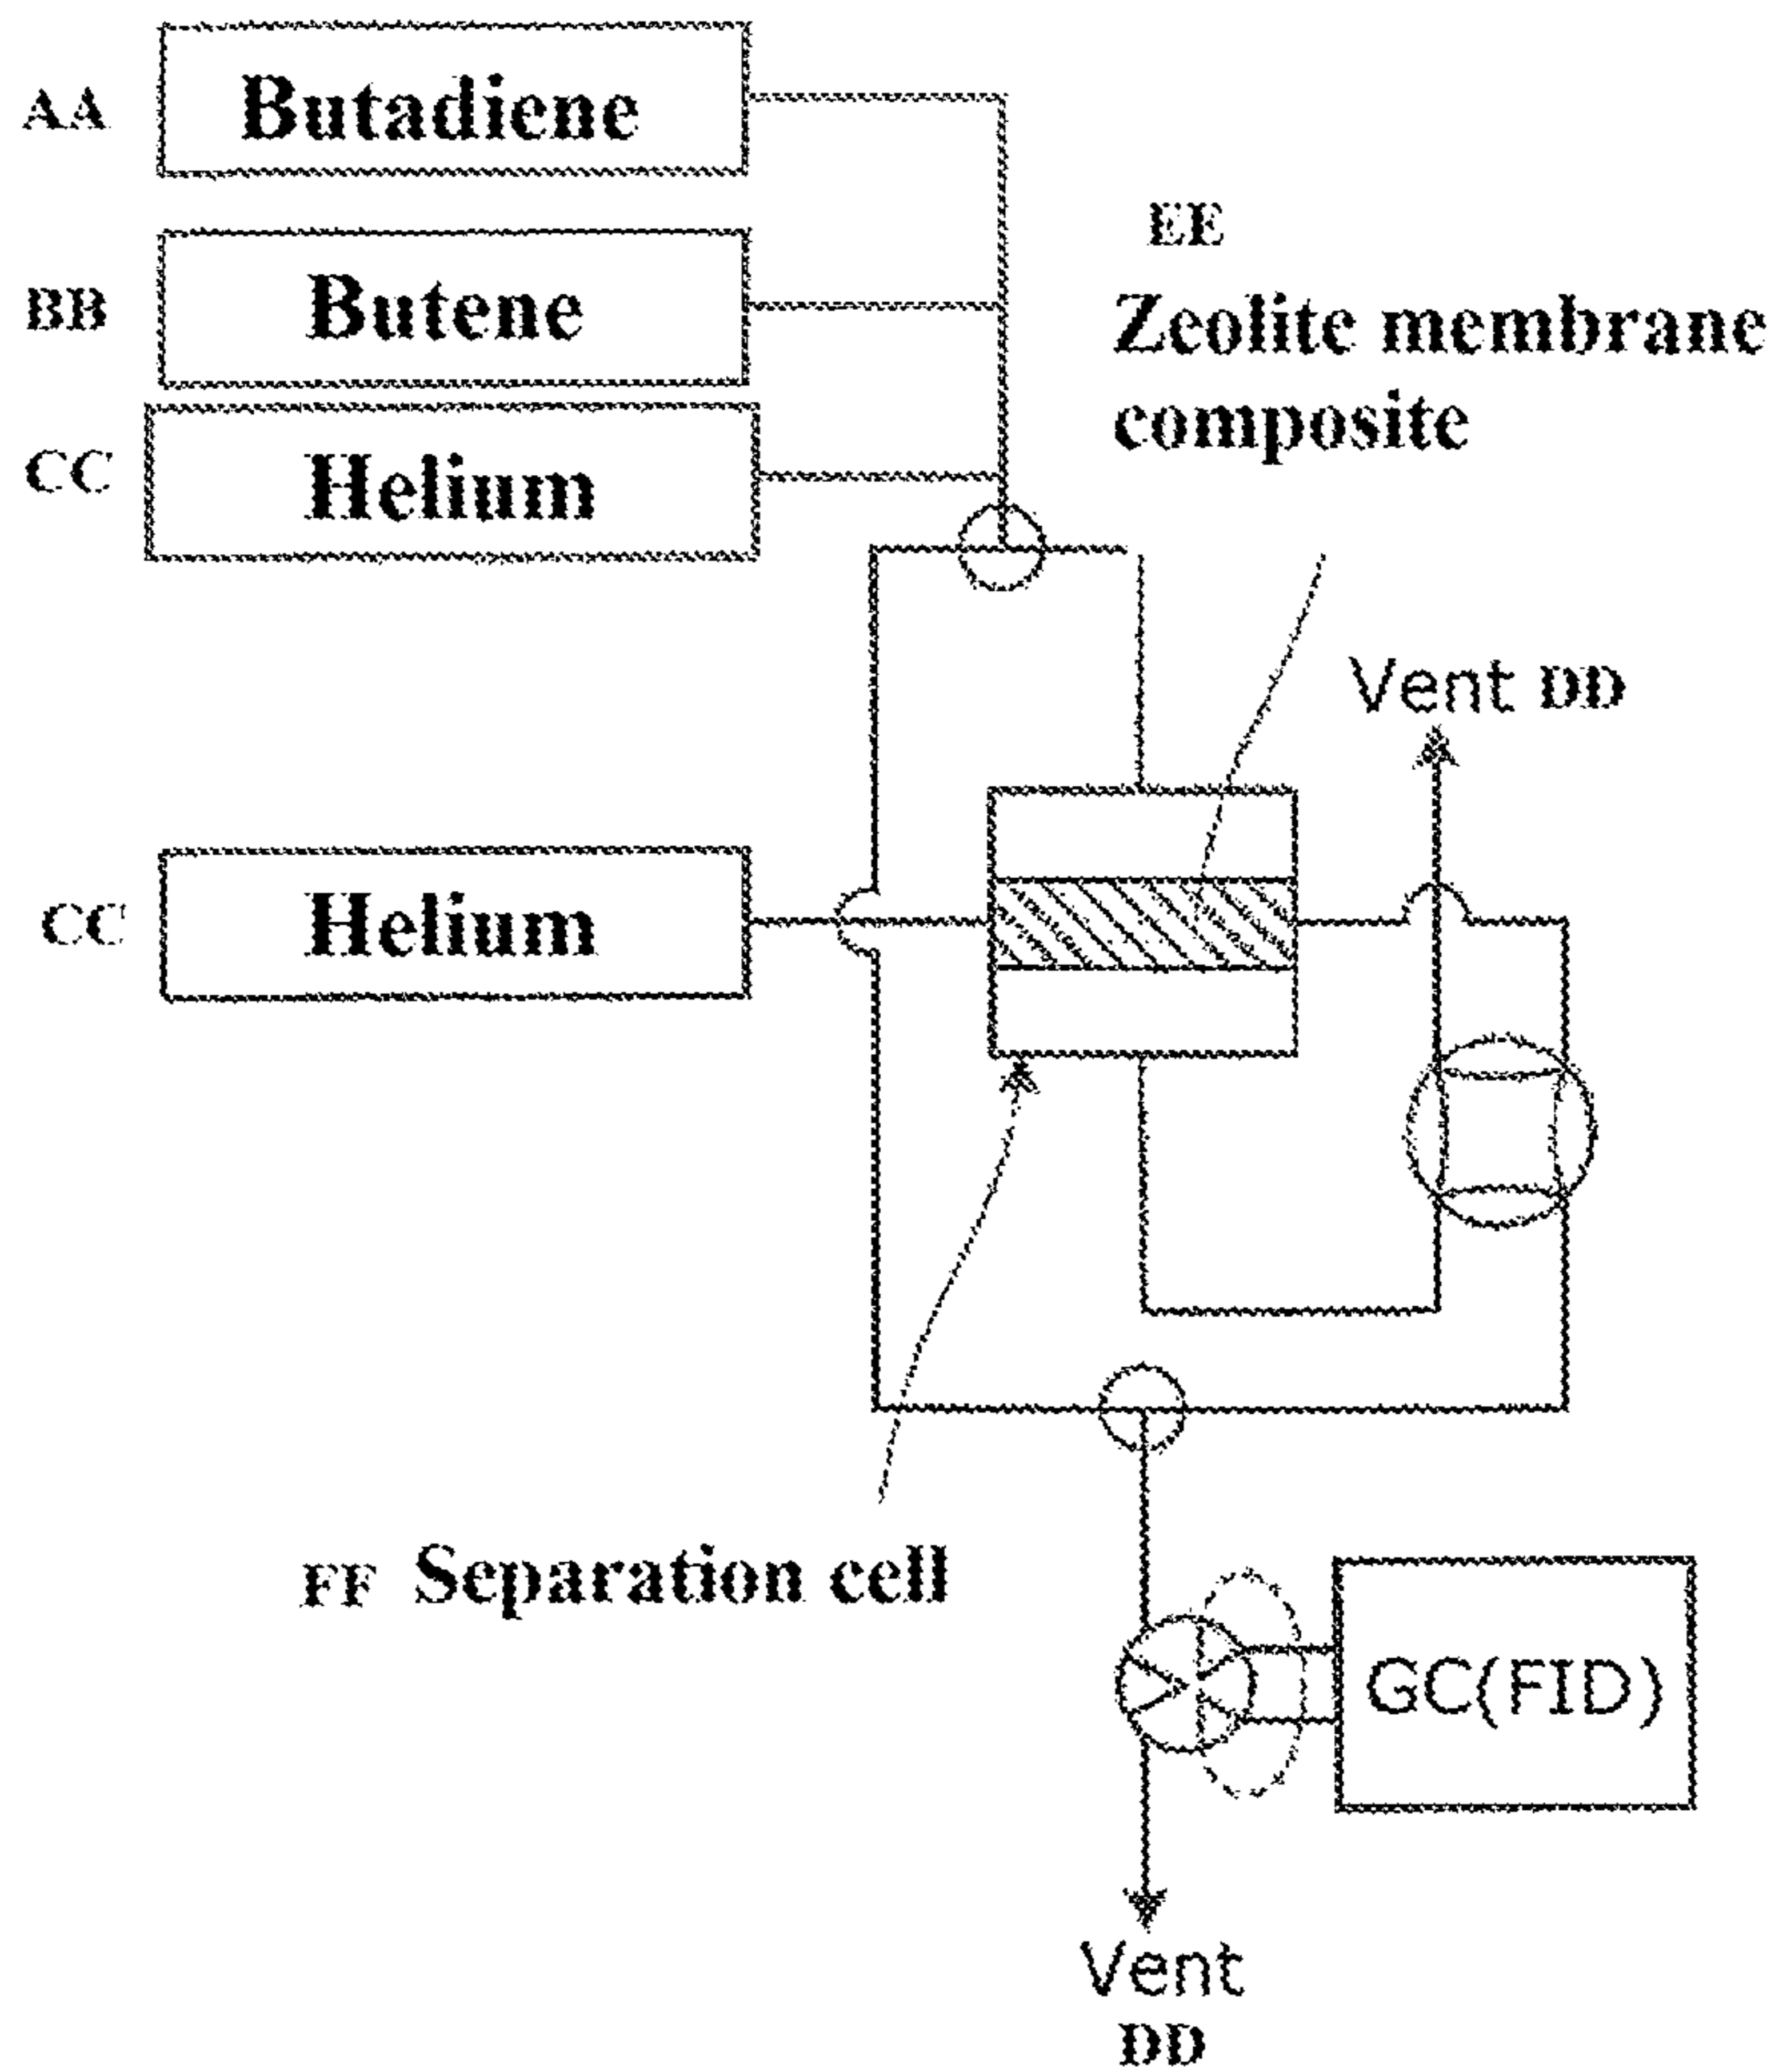 AA Butadiene
BB Butene
CC Helium
EE
Zeolite membrane
composite
Vent DD
CC Helium
FF Separation cell
GC(FID)
Vent
DD